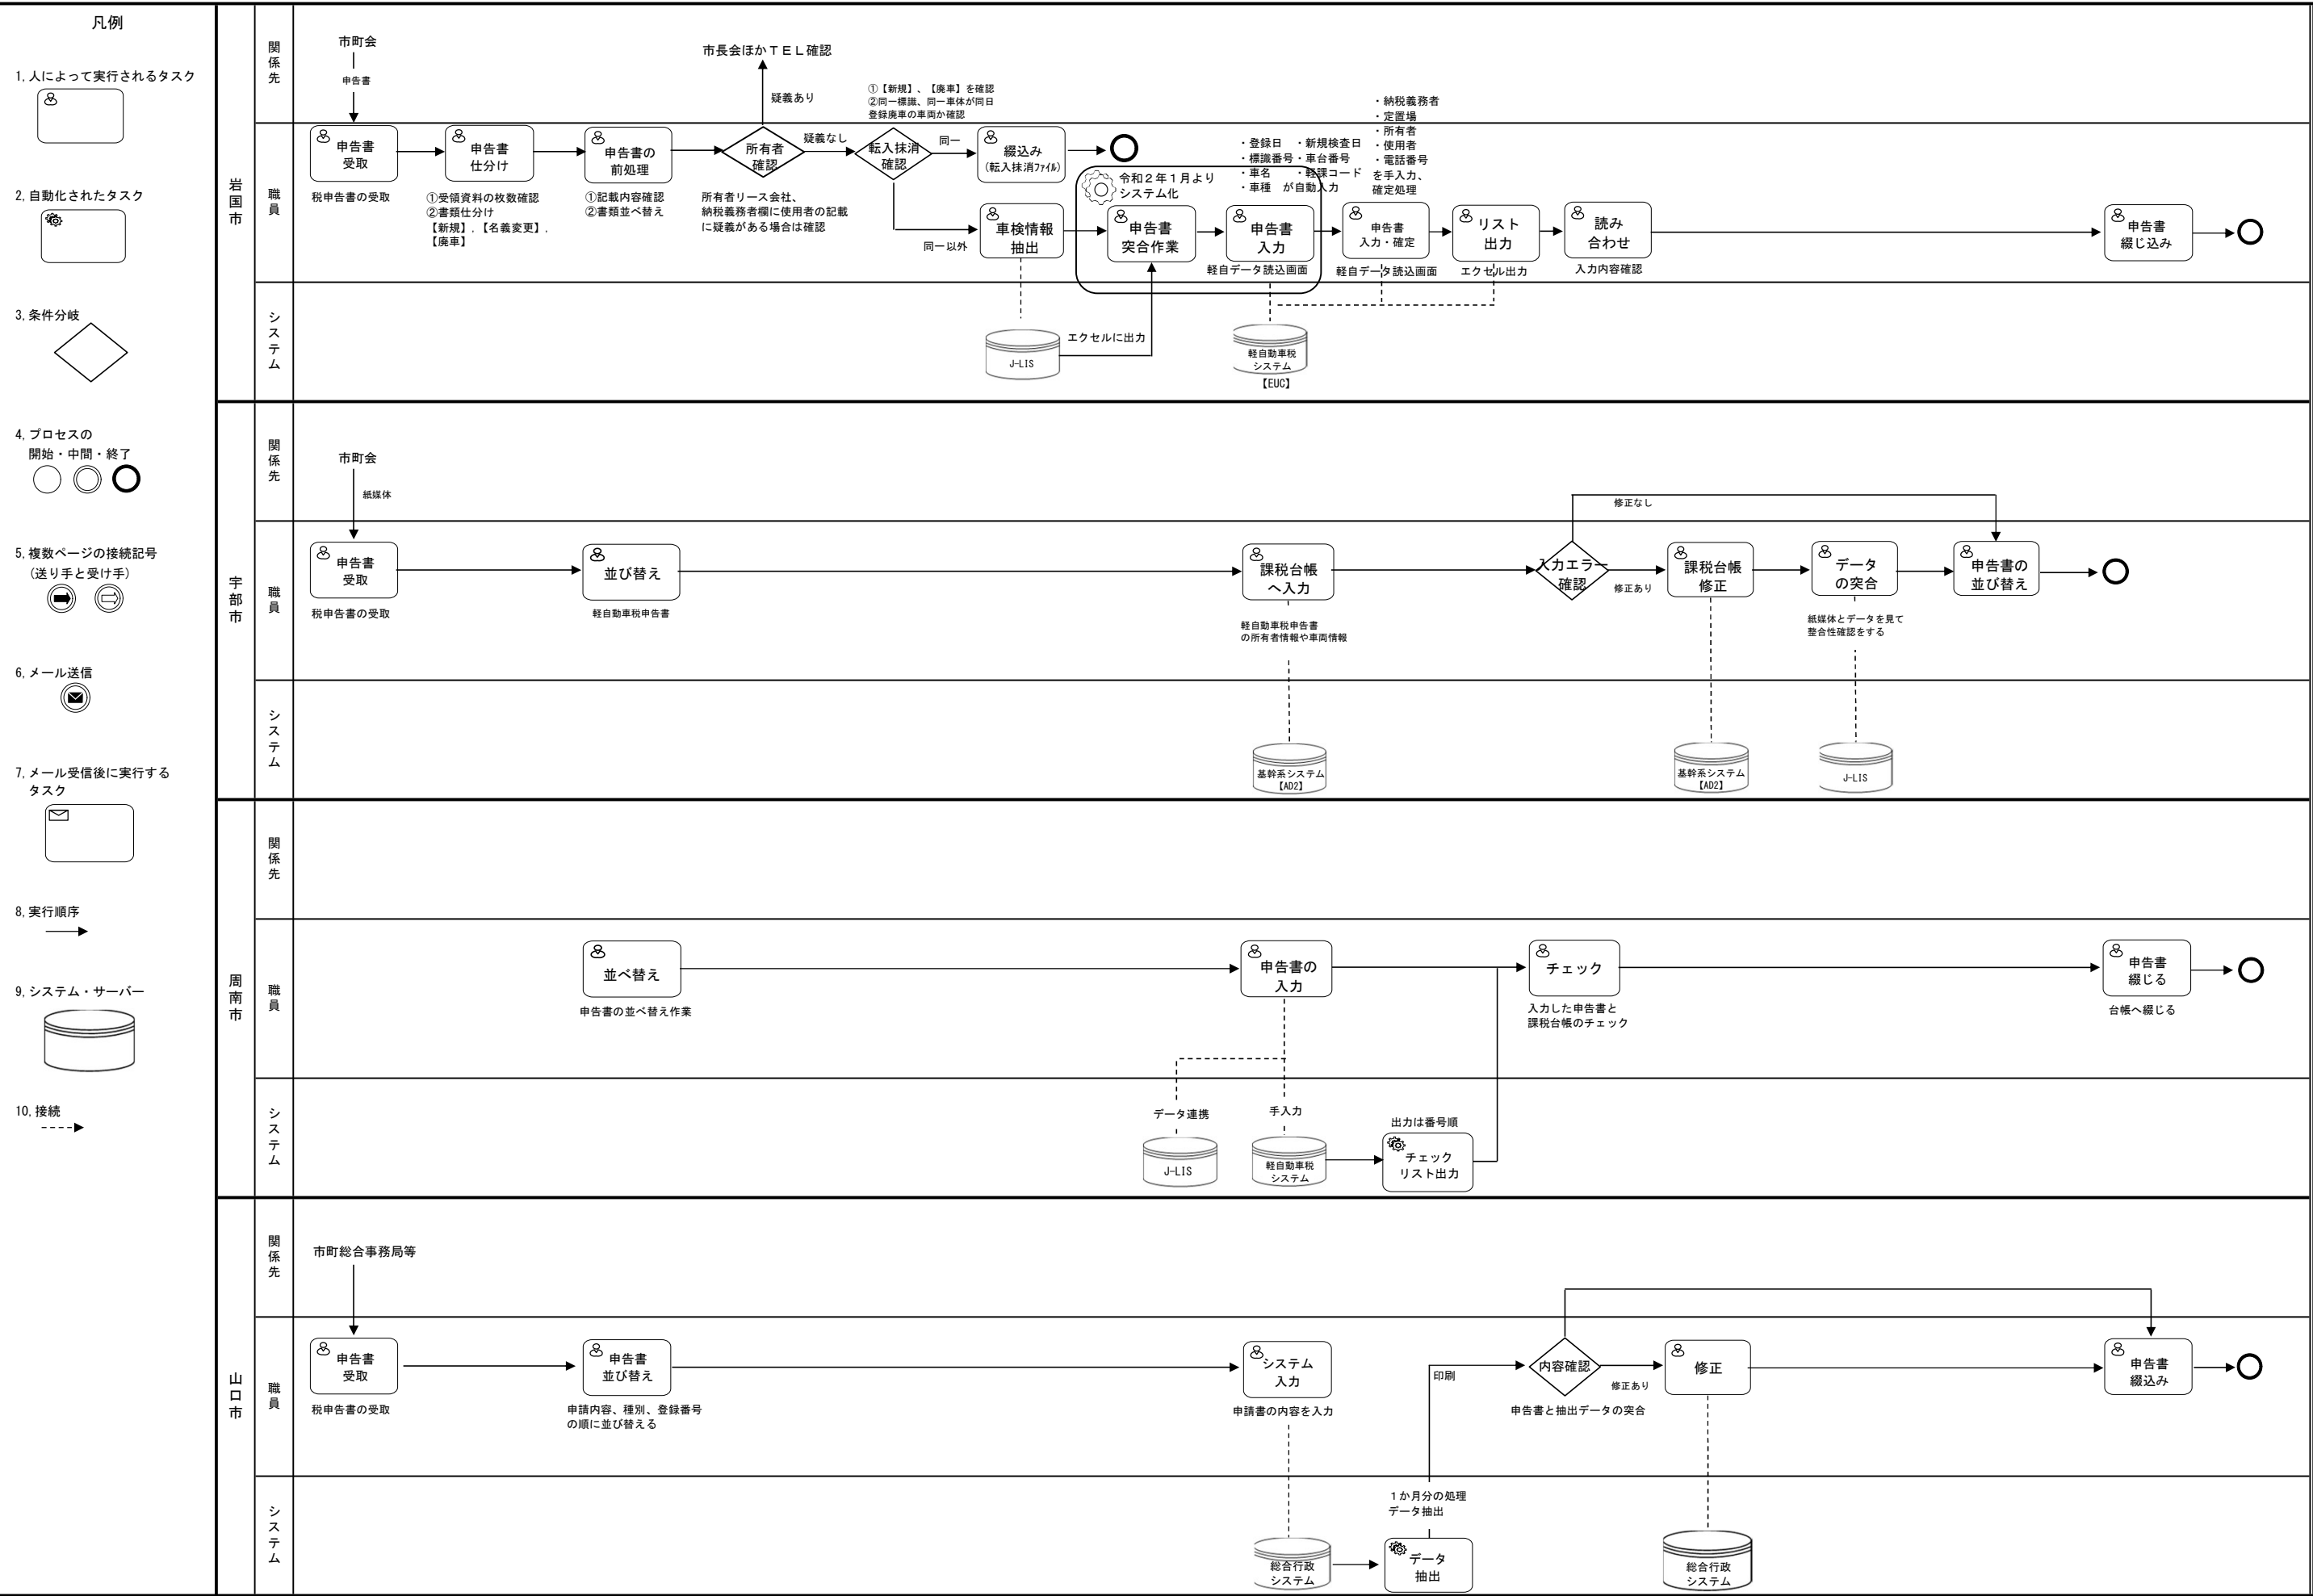 凡例
1,人によって実行されるタスク
2,自動化されたタスク
3,条件分岐
4,プロセスの
開始・中間・終了
5,複数ページの接続記号
(送り手と受け手)
6,メール送信
7,メール受信後に実行する
タスク
8,実行順序
9,システム・サーバー
10,接続
岩国市
関係先
職員
システム
市町会
申告書
申告書
受取
税申告書の受取
申告書
仕分け
①受領資料の枚数確認
②書類仕分け
【新規】,【名義変更】,
【廃車】
申告書の
前処理
①記載内容確認
②書類並べ替え
市長会ほかTEL確認
疑義あり
所有者
確認
疑義なし
所有者リース会社、
納税義務者欄に使用者の記載
に疑義がある場合は確認
①【新規】、【廃車】を確認
②同一標識、同一車体が同日
登録廃車の車両か確認
転入抹消
確認
同一
同一以外
綴込み
(転入抹消ファイル)
車検情報
抽出
J-LIS
エクセルに出力
令和2年1月より
システム化
申告書
突合作業
・登録日 ・新規検査日
・標識番号・車台番号
・車名 ・軽課コード
・車種 が自動入力
申告書
入力
軽自データ読込画面
軽自動車税
システム
【EUC】
・納税義務者
・定置場
・所有者
・使用者
・電話番号
を手入力、
確定処理
申告書
入力・確定
軽自データ読込画面
リスト
出力
エクセル出力
読み
合わせ
入力内容確認
申告書
綴じ込み
宇部市
関係先
職員
システム
市町会
紙媒体
申告書
受取
税申告書の受取
並び替え
軽自動車税申告書
課税台帳
へ入力
軽自動車税申告書
の所有者情報や車両情報
基幹系システム
【AD2】
入力エラー
確認
修正なし
修正あり
課税台帳
修正
基幹系システム
【AD2】
データ
の突合
紙媒体とデータを見て
整合性確認をする
J-LIS
申告書の
並び替え
周南市
関係先
職員
システム
並べ替え
申告書の並べ替え作業
申告書の
入力
データ連携
J-LIS
手入力
軽自動車税
システム
出力は番号順
チェック
リスト出力
チェック
入力した申告書と
課税台帳のチェック
申告書
綴じる
台帳へ綴じる
山口市
関係先
職員
システム
市町総合事務局等
申告書
受取
税申告書の受取
申告書
並び替え
申請内容、種別、登録番号
の順に並び替える
システム
入力
申請書の内容を入力
総合行政
システム
データ
抽出
1か月分の処理
データ抽出
印刷
内容確認
申告書と抽出データの突合
修正あり
修正
総合行政
システム
申告書
綴込み